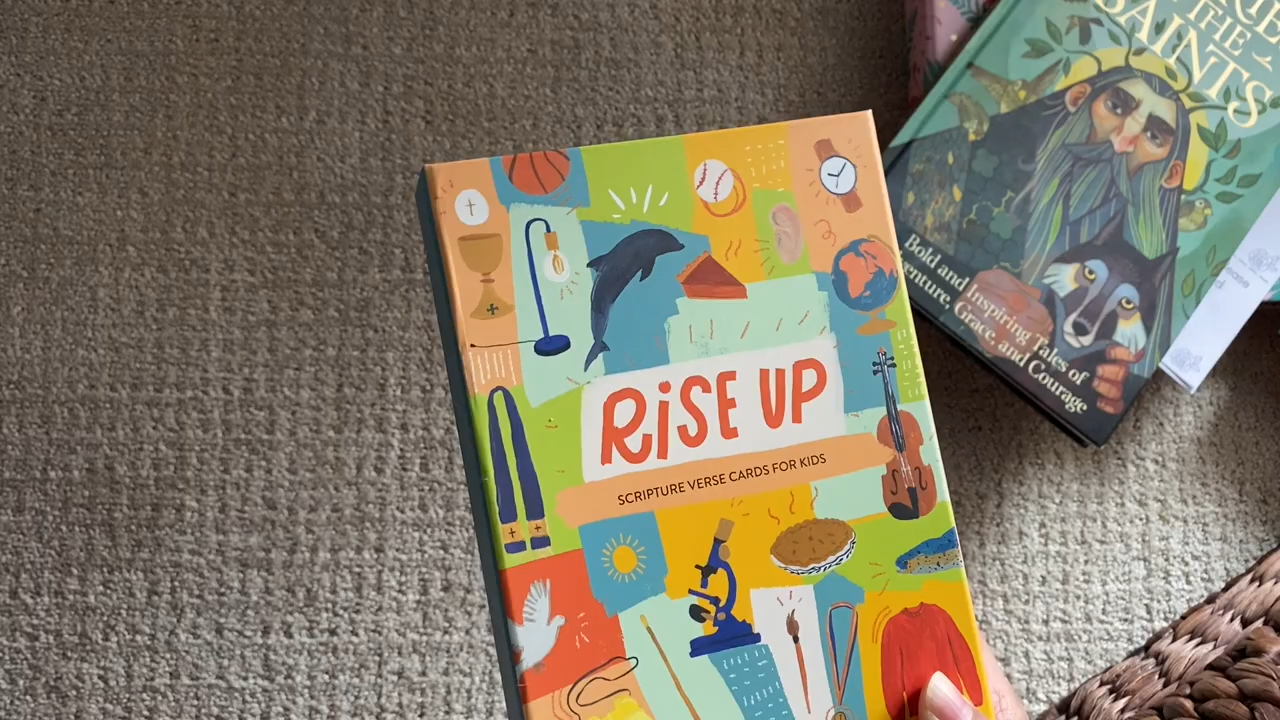 RISE UP
SCRIPTURE VERSE CARDS FOR KIDS
THE
SAINTS
Bold and Inspiring Tales of
Grace, and Courage